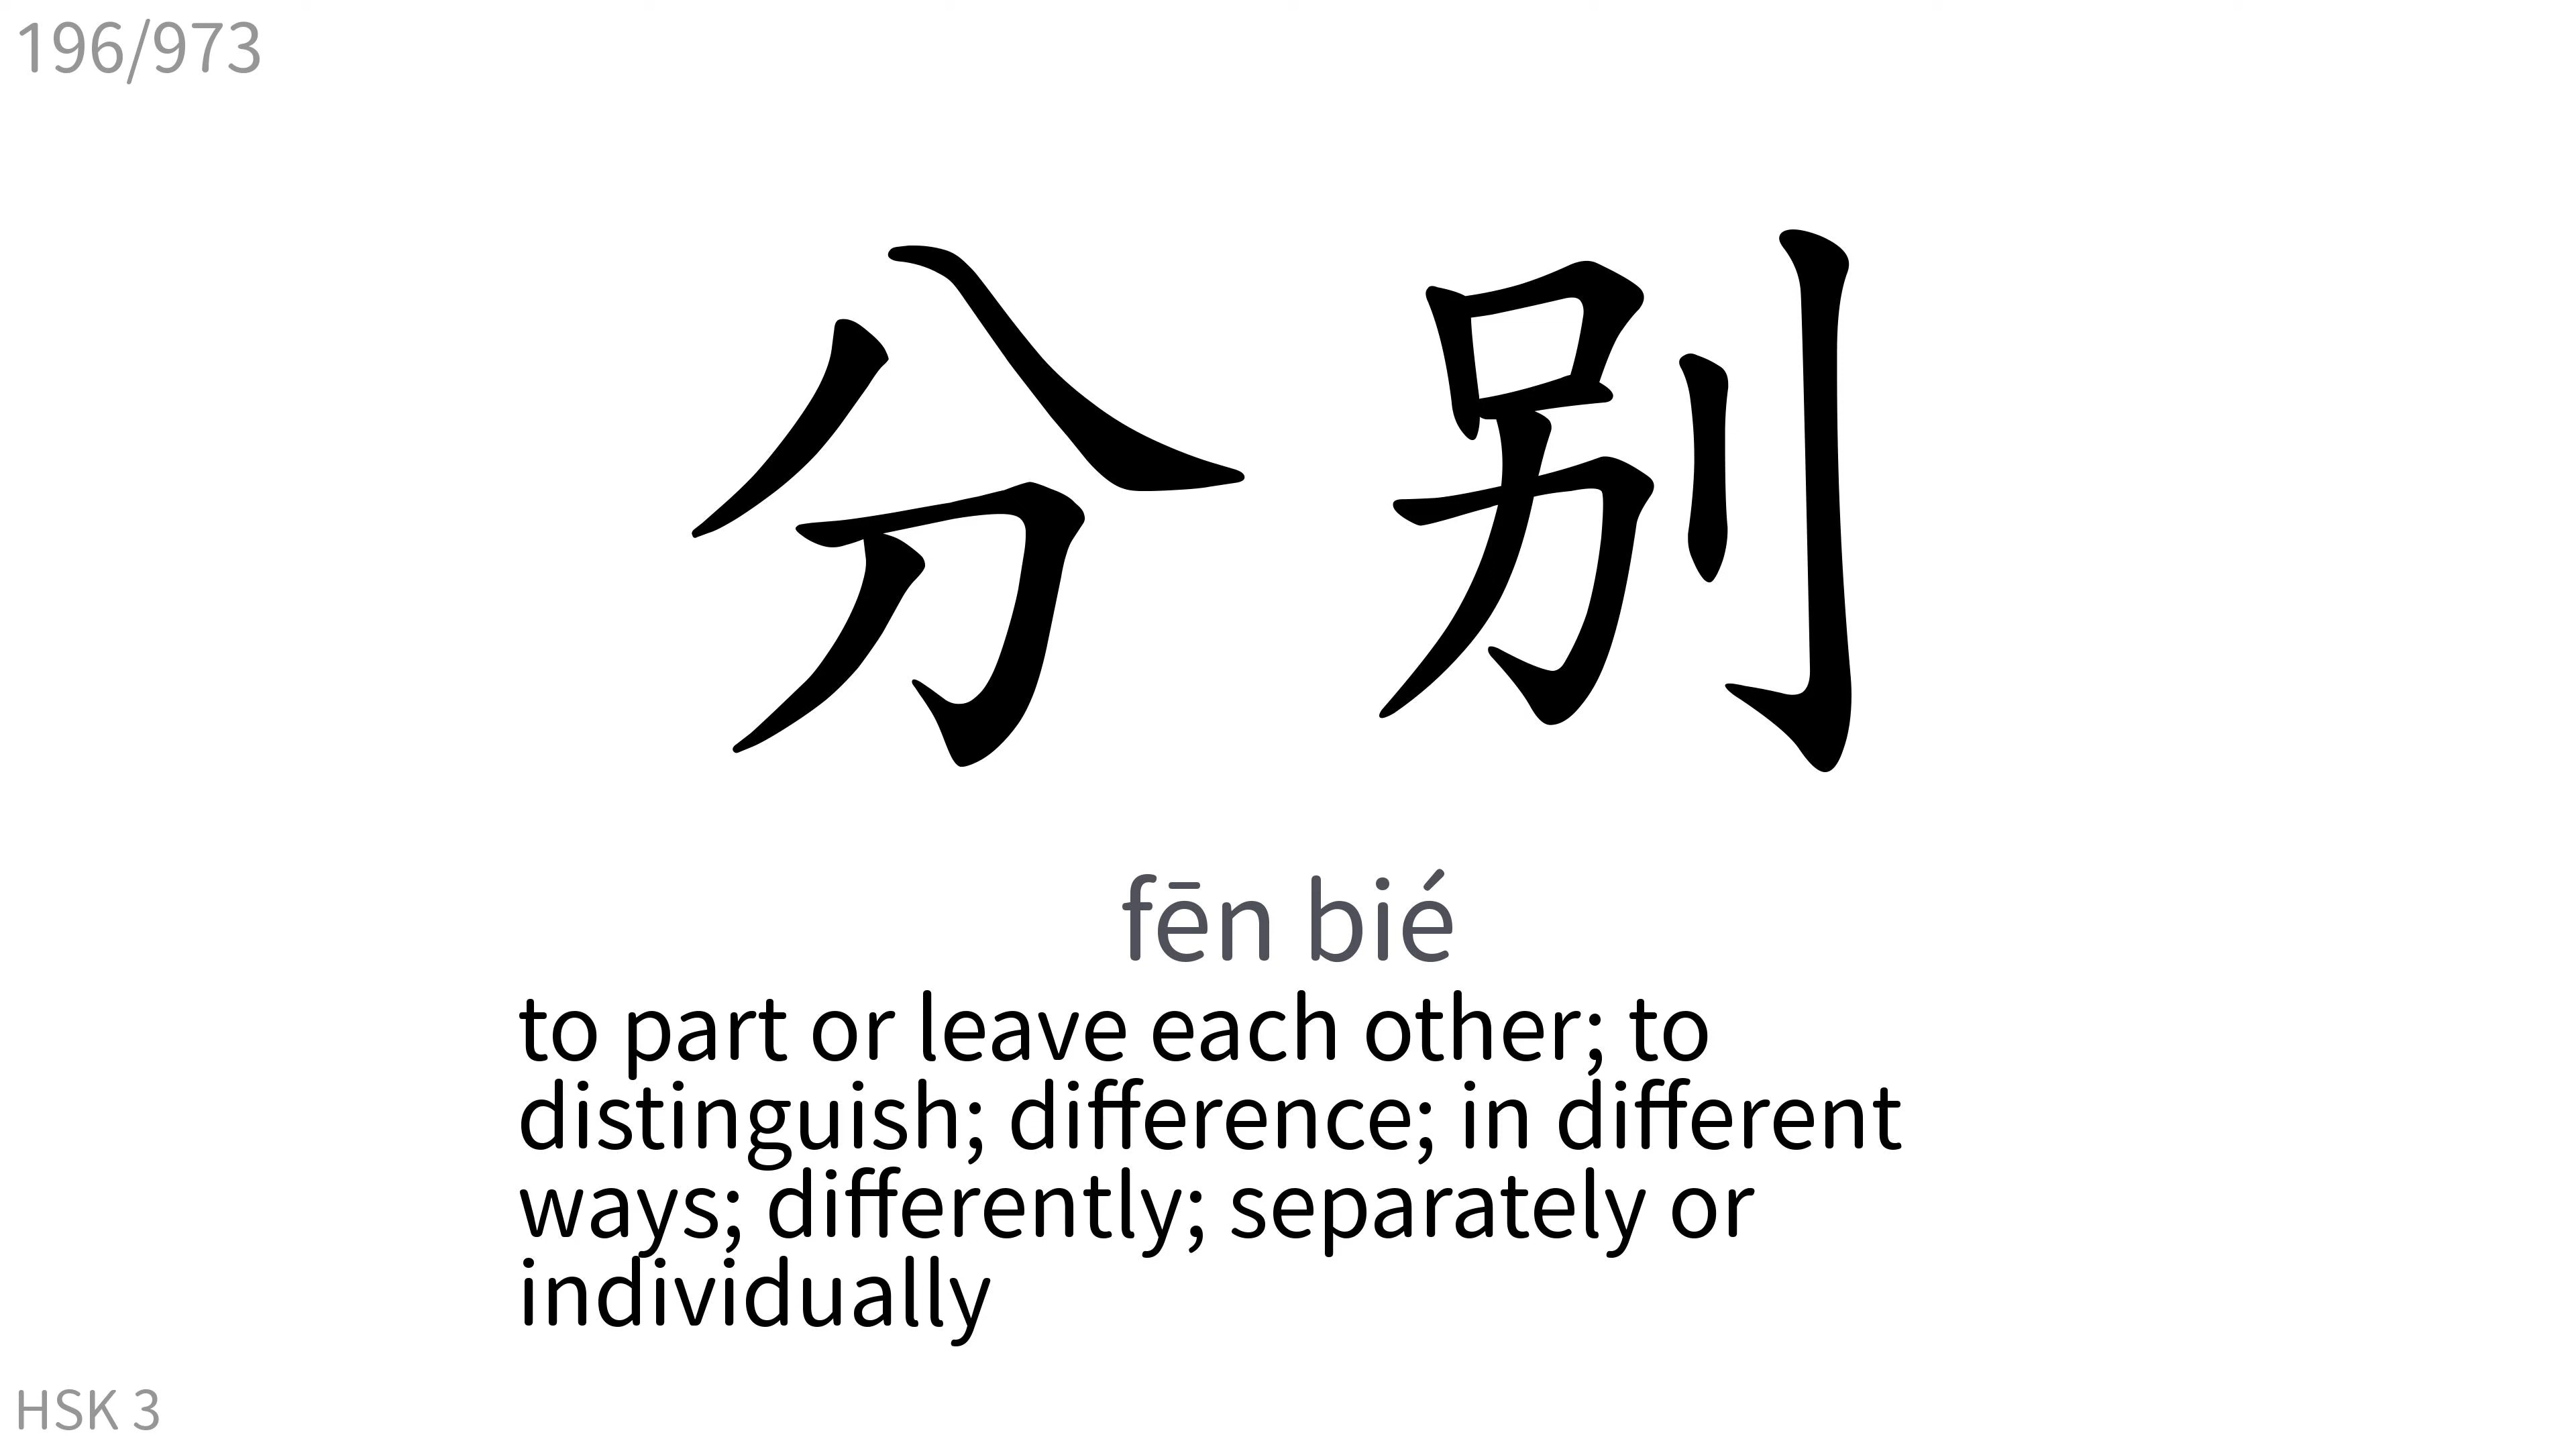 196/973
分别
fēn bié
to part or leave each other; to
distinguish; difference; in different
ways; differently; separately or
individually
HSK 3